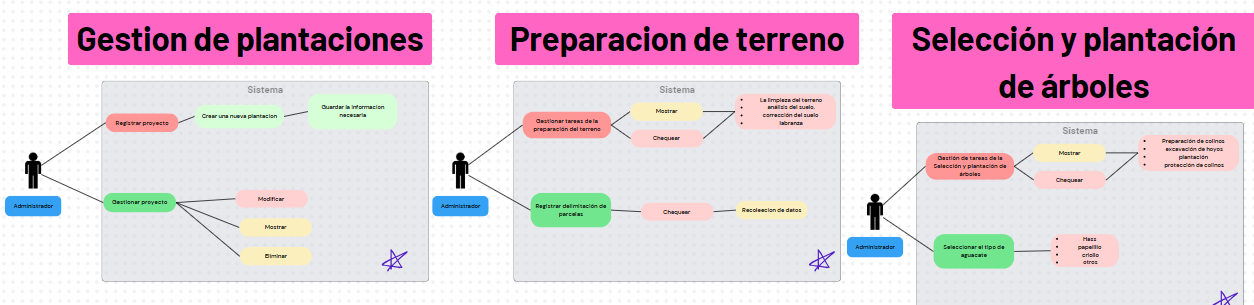 Gestion de plantaciones
Sistema
Registrar proyecto
Crear una nueva plantacion
Guardar la informacion
necesaria
Administrador
Gestionar proyecto
Modificar
Mostrar
Eliminar
Preparacion de terreno
Sistema
Gestionar tareas de la
preparación del terreno
Mostrar
Chequear
La limpieza del terreno
análisis del suelo,
corrección del suelo
labranza
Administrador
Registrar delimitación de
parcelas
Chequear
Recoleacion de datos
Selección y plantación
de árboles
Sistema
Gestión de tareas de la
Selección y plantación de
árboles
Mostrar
Chequear
Preparación de colinos
excavación de hoyos
plantación
protección de colinos
Administrador
Seleccionar el tipo de
aguacate
Hass
papelillo
criollo
otros